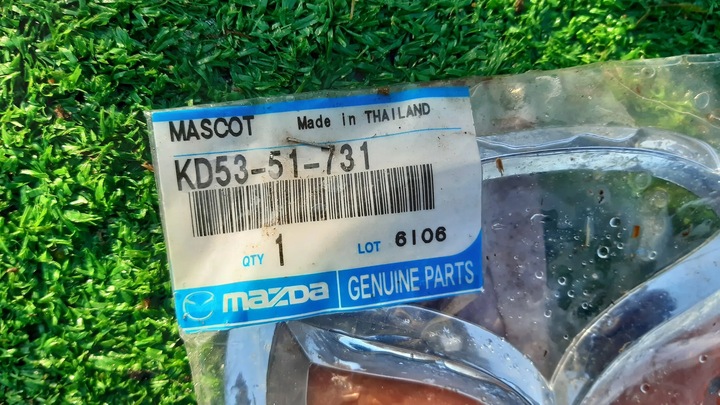 MASCOT Made in THAILAND
KD53-51-731
QTY 1 LOT 6106
mazda GENUINE PARTS